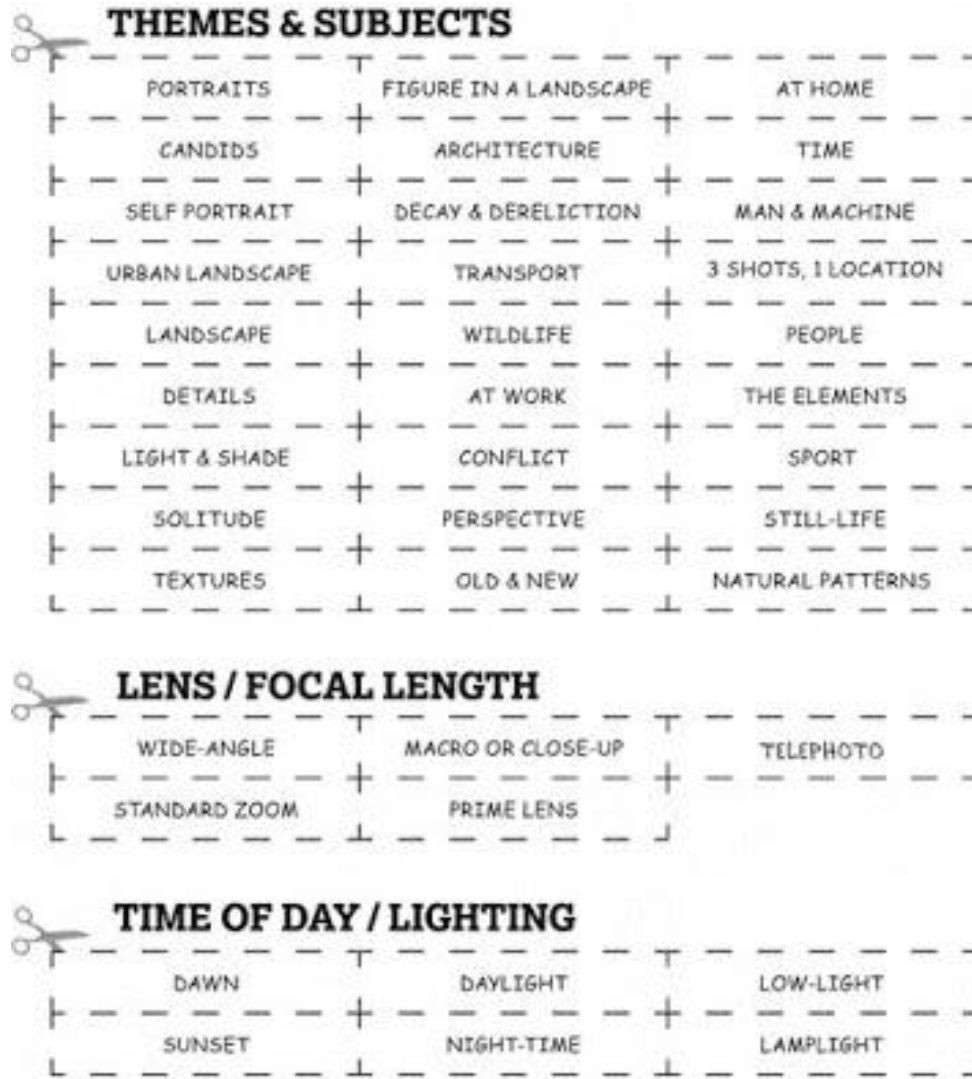 THEMES & SUBJECTS
PORTRAITS FIGURE IN A LANDSCAPE AT HOME
CANDIDS ARCHITECTURE TIME
SELF PORTRAIT DECAY & DERELICTION MAN & MACHINE
URBAN LANDSCAPE TRANSPORT 3 SHOTS, 1 LOCATION
LANDSCAPE WILDLIFE PEOPLE
DETAILS AT WORK THE ELEMENTS
LIGHT & SHADE CONFLICT SPORT
SOLITUDE PERSPECTIVE STILL-LIFE
TEXTURES OLD & NEW NATURAL PATTERNS
LENS / FOCAL LENGTH
WIDE-ANGLE MACRO OR CLOSE-UP TELEPHOTO
STANDARD ZOOM PRIME LENS
TIME OF DAY / LIGHTING
DAWN DAYLIGHT LOW-LIGHT
SUNSET NIGHT-TIME LAMPLIGHT